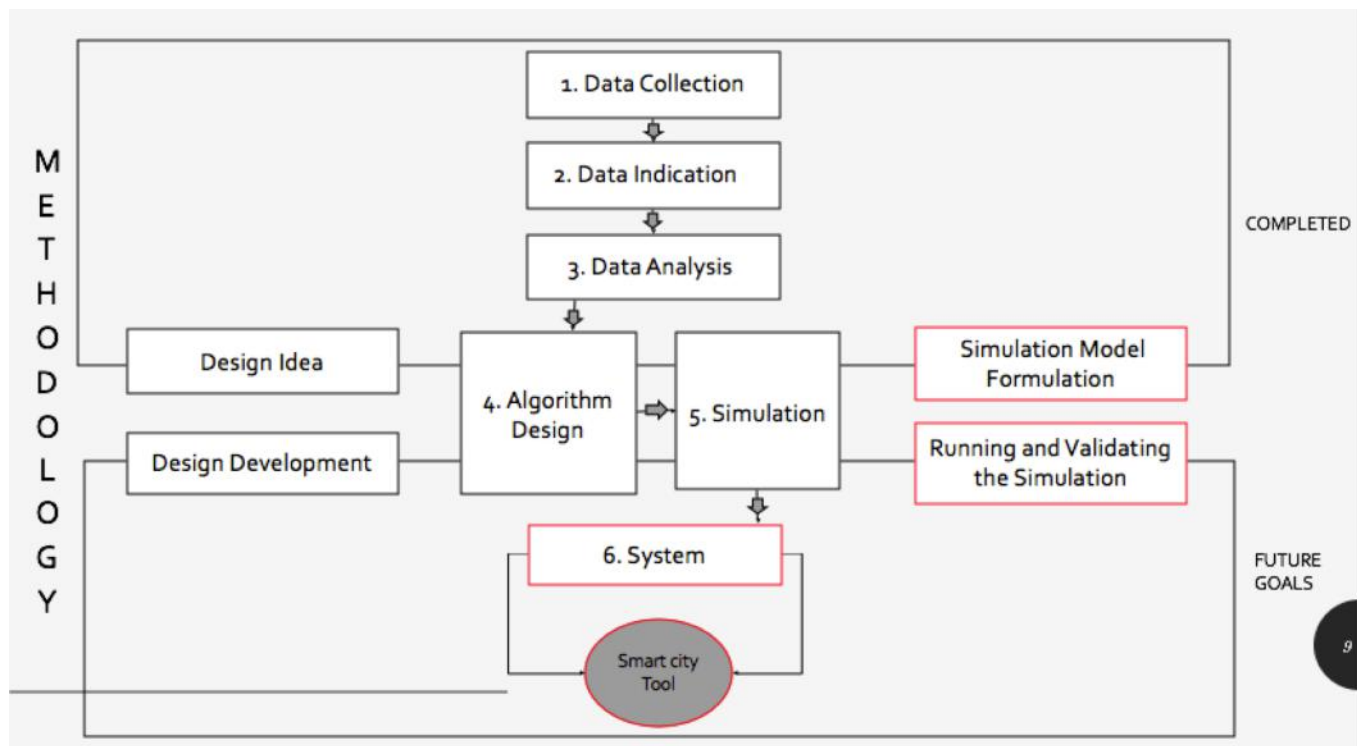 METHODOLOGY
1. Data Collection
2. Data Indication
3. Data Analysis
COMPLETED
Design Idea
4. Algorithm
Design
5. Simulation
Simulation Model
Formulation
Design Development
Running and Validating
the Simulation
6. System
FUTURE
GOALS
Smart city
Tool
9